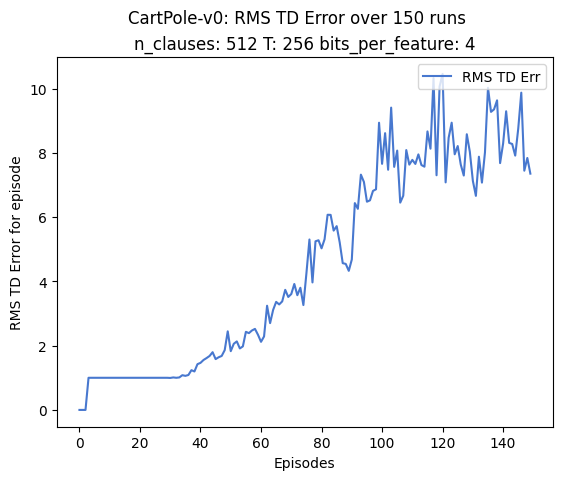 CartPole-v0: RMS TD Error over 150 runs
n_clauses: 512 T: 256 bits_per_feature: 4
RMS TD Err
10
8
6
4
2
0
RMS TD Error for episode
0 20 40 60 80 100 120 140
Episodes